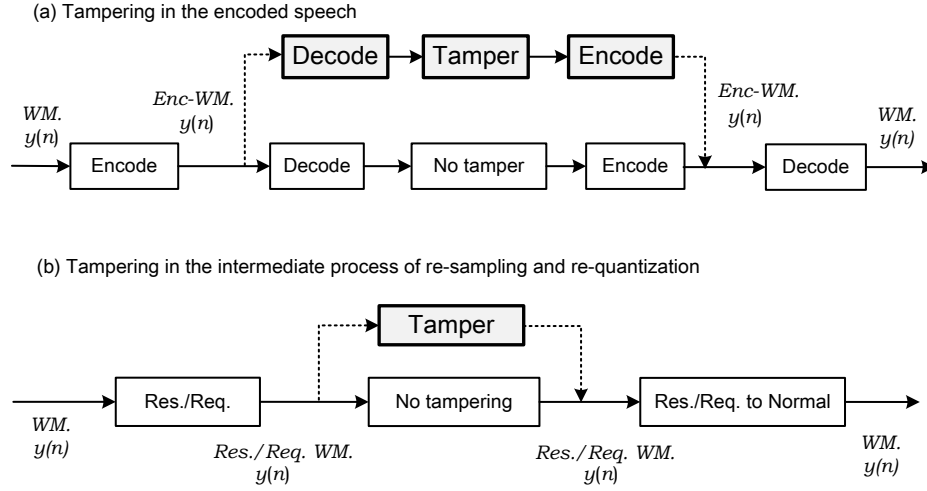 (a) Tampering in the encoded speech
Decode
Tamper
Encode
WM.
y(n)
Enc-WM.
y(n)
Enc-WM.
y(n)
WM.
y(n)
Encode
Decode
No tamper
Encode
Decode
(b) Tampering in the intermediate process of re-sampling and re-quantization
Tamper
Res./Req.
No tampering
Res./Req. to Normal
WM.
y(n)
Res./Req. WM.
y(n)
Res./Req. WM.
y(n)
WM.
y(n)